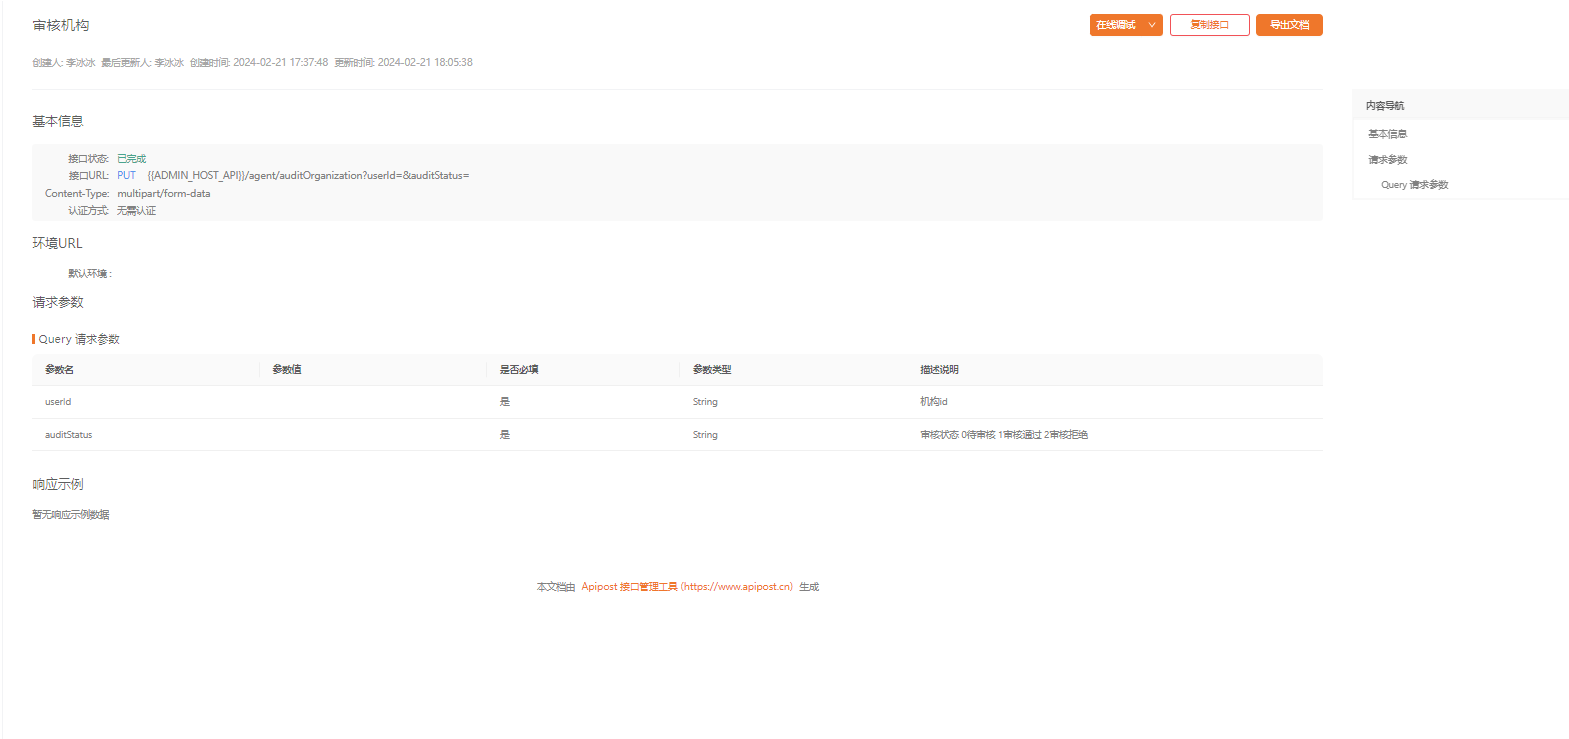 审核机构
在线调试 复制接口 导出文档
创建人: 李冰冰 最后更新人: 李冰冰 创建时间: 2024-02-21 17:37:48 更新时间: 2024-02-21 18:05:38
内容导航
基本信息
请求参数
Query 请求参数
基本信息
接口状态: 已完成
接口URL: PUT {{ADMIN_HOST_API}}/agent/auditOrganization?userId=&auditStatus=
Content-Type: multipart/form-data
认证方式: 无需认证
环境URL
默认环境 :
请求参数
Query 请求参数
参数名 参数值 是否必填 参数类型 描述说明
userId 是 String 机构id
auditStatus 是 String 审核状态 0待审核 1审核通过 2审核拒绝
响应示例
暂无响应示例数据
本文档由 Apipost 接口管理工具 (https://www.apipost.cn) 生成